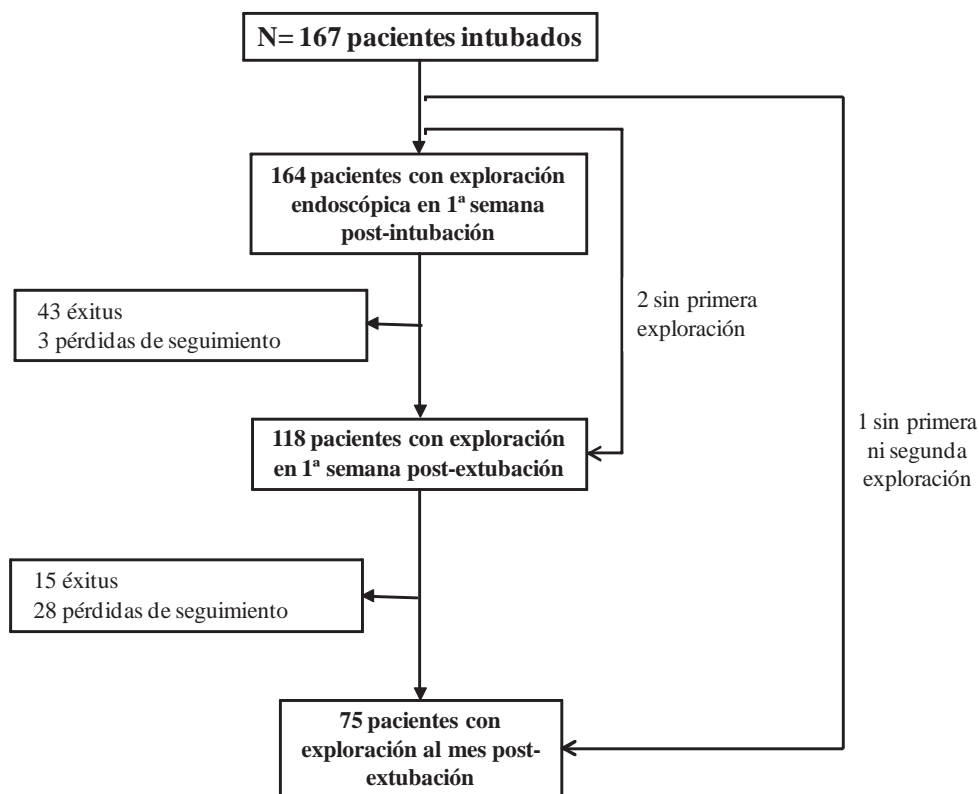 N= 167 pacientes intubados
164 pacientes con exploración
endoscópica en 1ª semana
post-intubación
43 éxitus
3 pérdidas de seguimiento
2 sin primera
exploración
118 pacientes con exploración
en 1ª semana post-extubación
1 sin primera
ni segunda
exploración
15 éxitus
28 pérdidas de seguimiento
75 pacientes con
exploración al mes post-
extubación